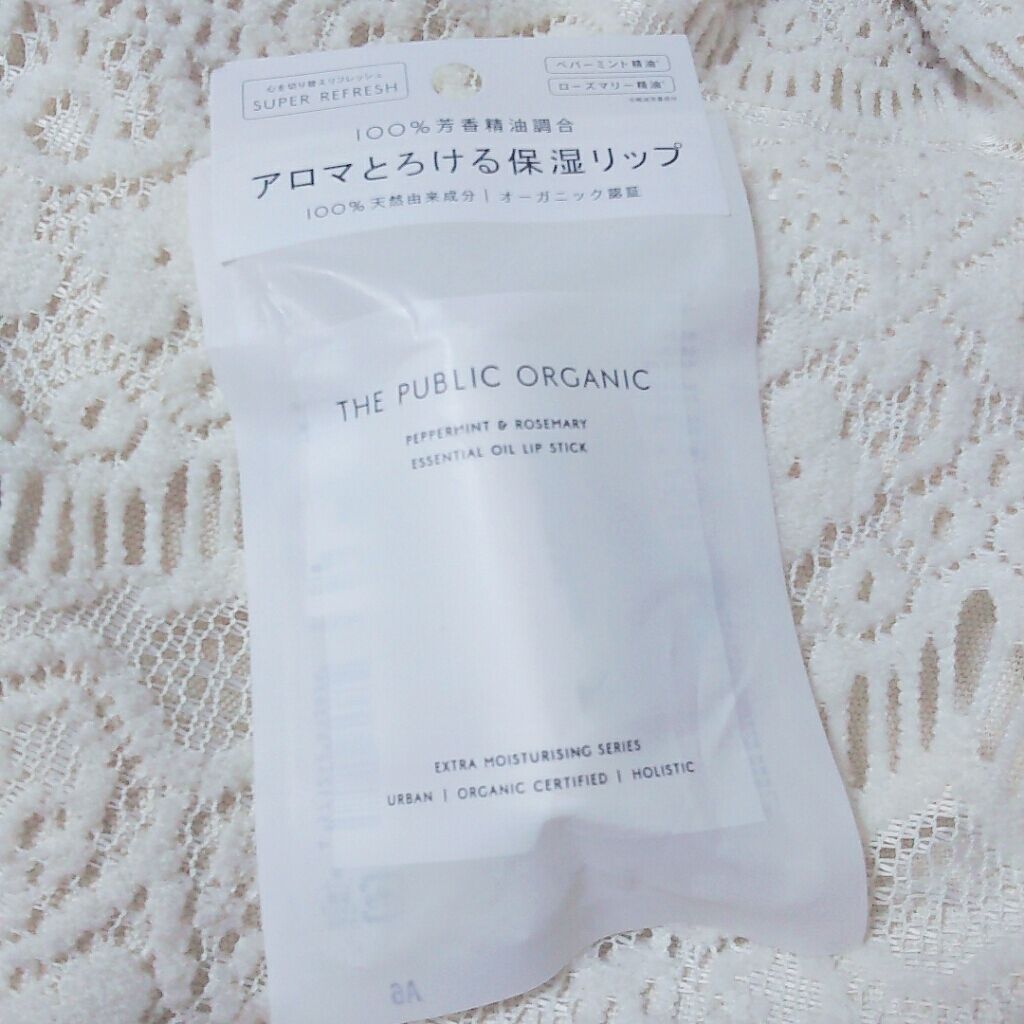 心を切り替えリフレッシュ
SUPER REFRESH
ペパーミント精油*
ローズマリー精油*
100%芳香精油調合
アロマとろける保湿リップ
100%天然由来成分 | オーガニック認証
THE PUBLIC ORGANIC
PEPPERMINT & ROSEMARY
ESSENTIAL OIL LIP STICK
EXTRA MOISTURISING SERIES
URBAN | ORGANIC CERTIFIED | HOLISTIC
A6